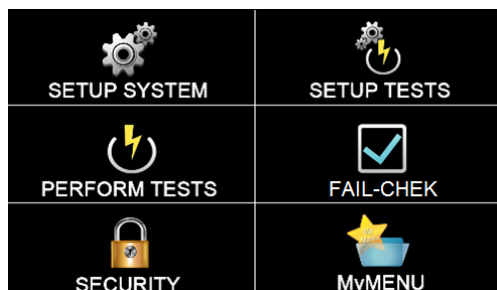 SETUP SYSTEM
SETUP TESTS
PERFORM TESTS
FAIL-CHEK
SECURITY
MyMENU